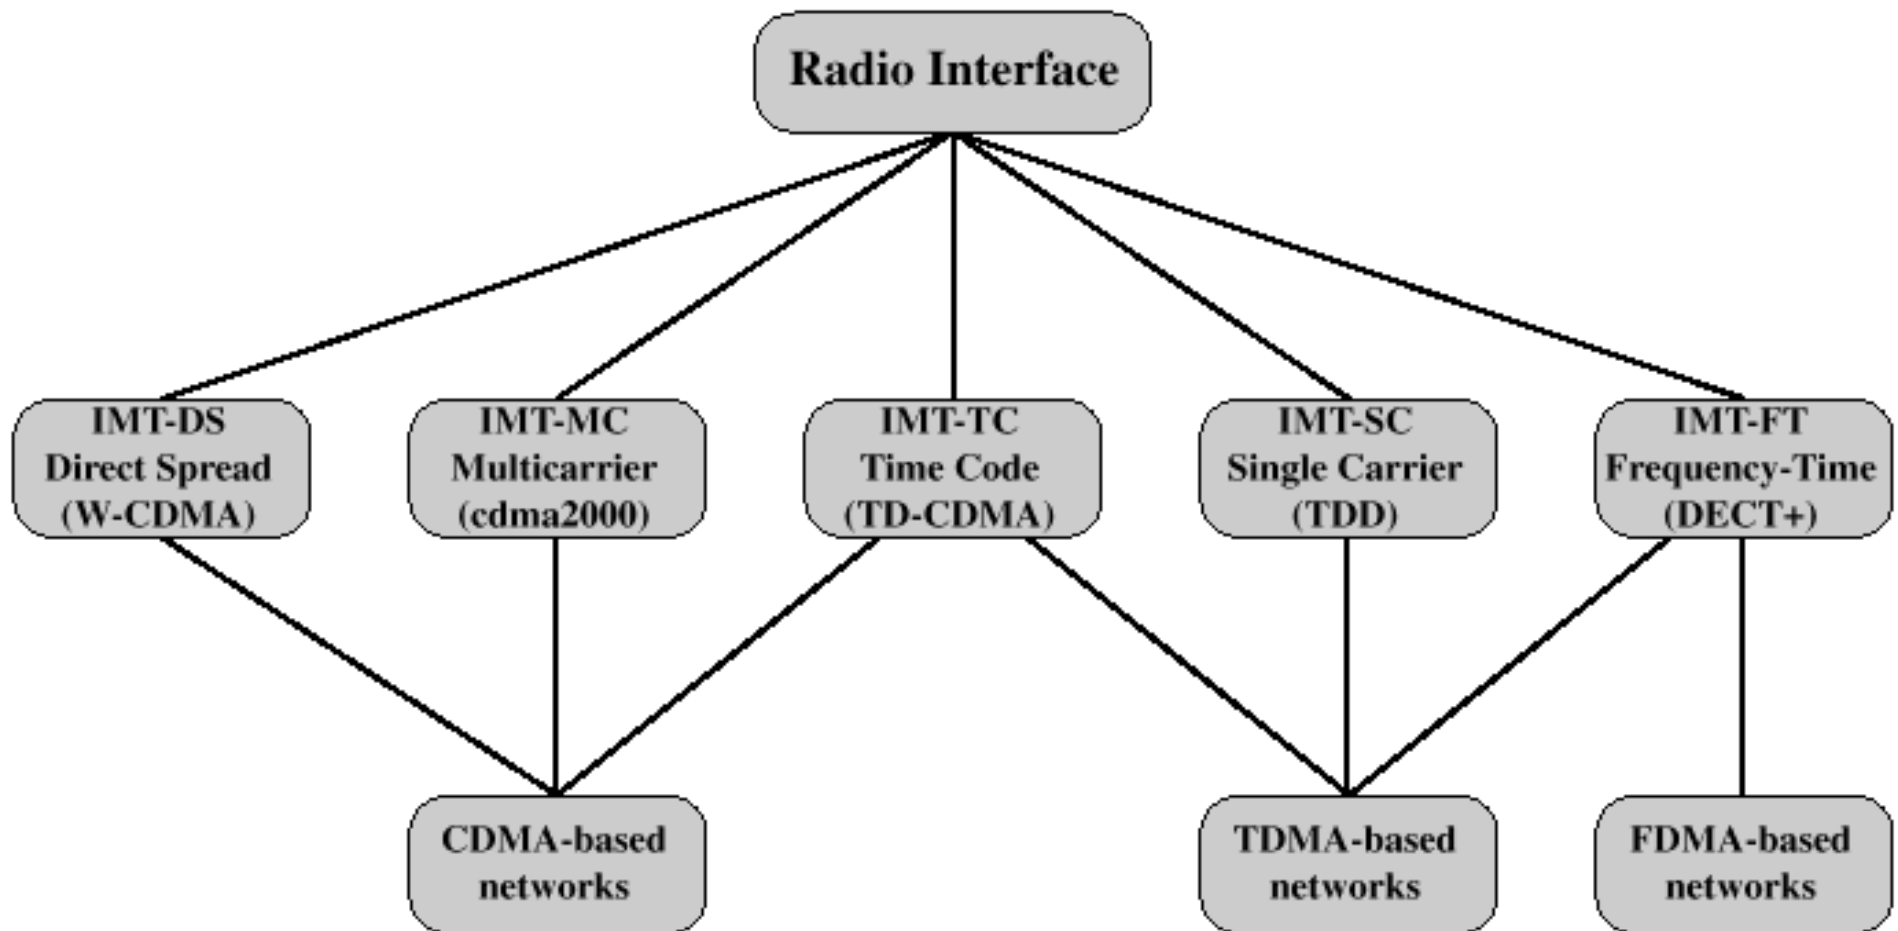 Radio Interface
IMT-DS
Direct Spread
(W-CDMA)
IMT-MC
Multicarrier
(cdma2000)
IMT-TC
Time Code
(TD-CDMA)
IMT-SC
Single Carrier
(TDD)
IMT-FT
Frequency-Time
(DECT+)
CDMA-based
networks
TDMA-based
networks
FDMA-based
networks